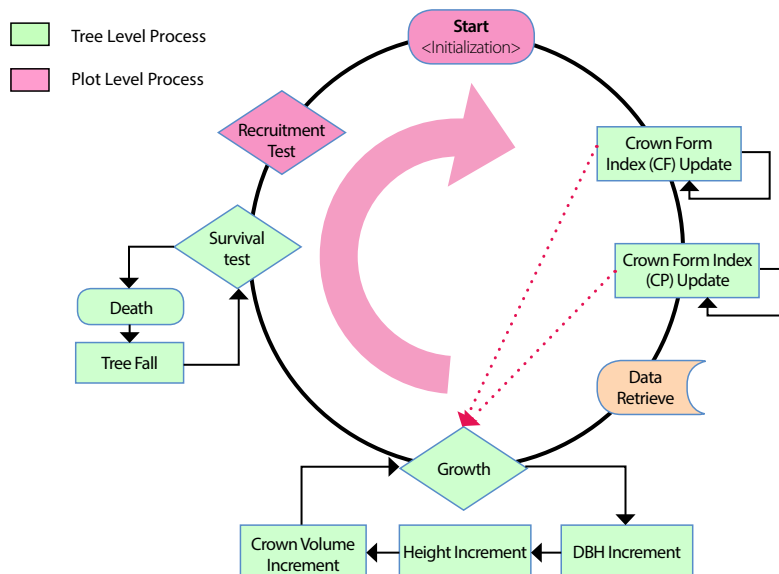 Tree Level Process
Plot Level Process
Start
<Initialization>
Recruitment
Test
Crown Form
Index (CF) Update
Survival
test
Crown Form Index
(CP) Update
Death
Tree Fall
Data
Retrieve
Growth
Crown Volume
Increment
Height Increment
DBH Increment